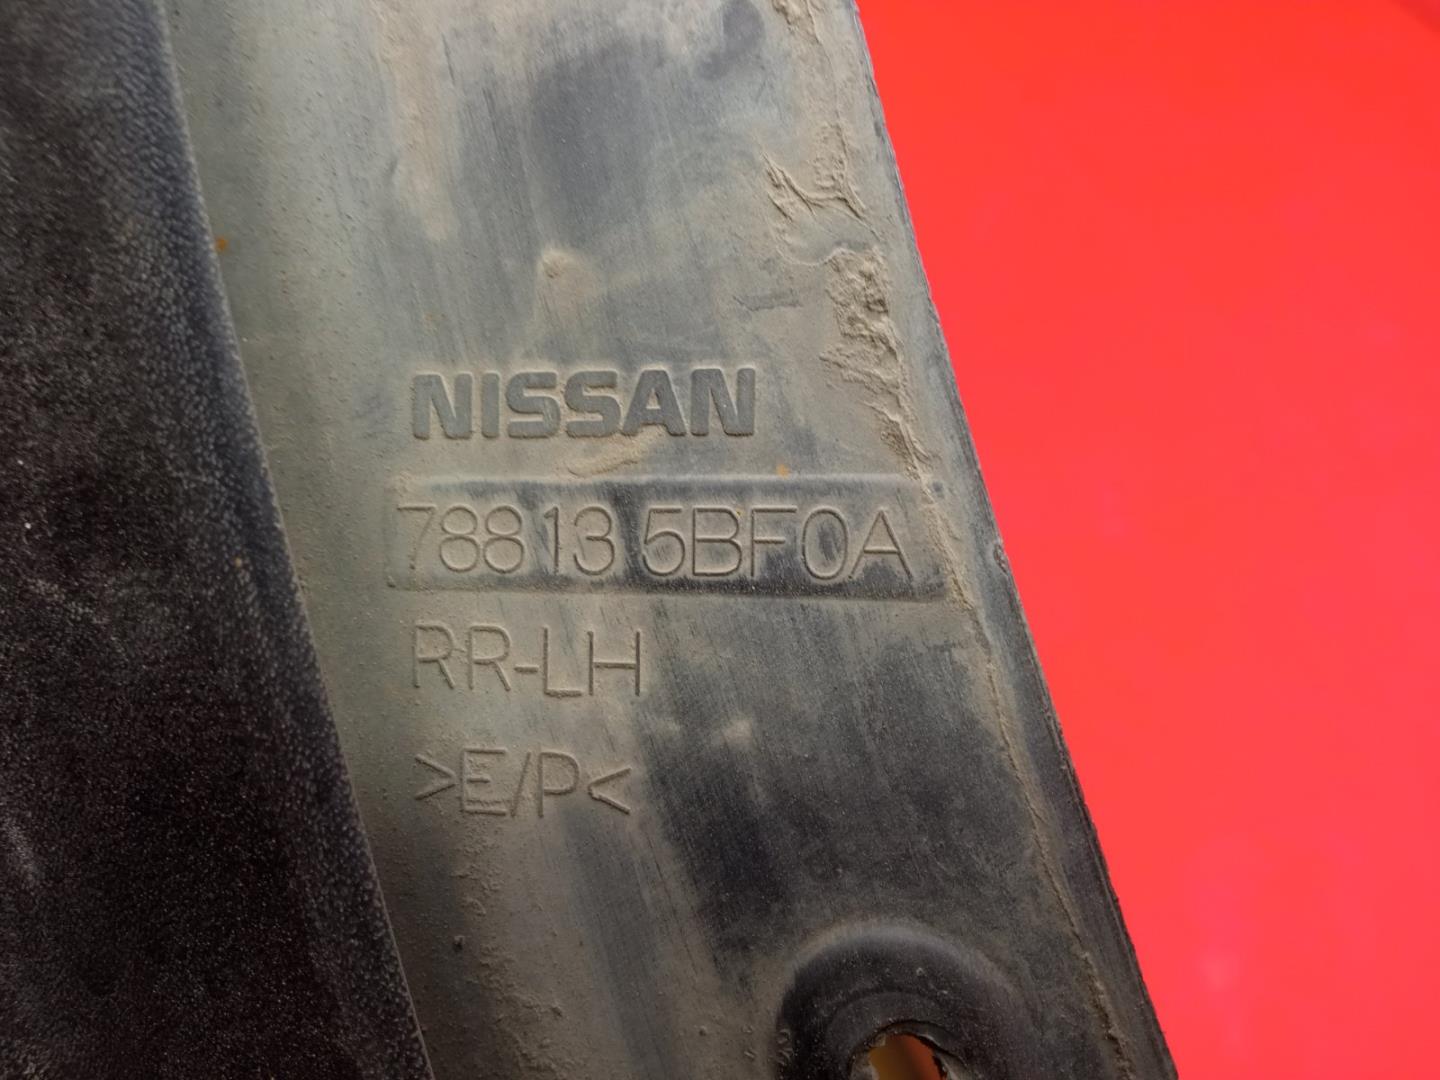 NISSAN
78813 5BF0A
RR-LH
>E/P<